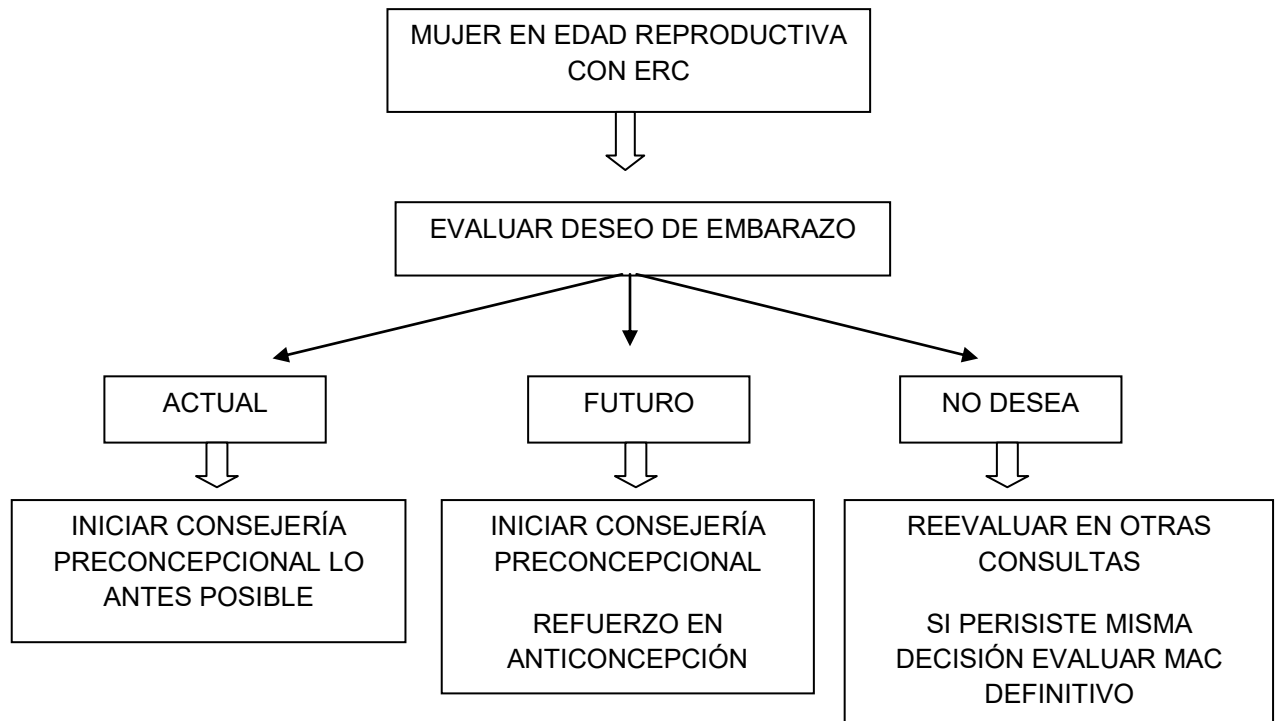 MUJER EN EDAD REPRODUCTIVA
CON ERC
EVALUAR DESEO DE EMBARAZO
ACTUAL
FUTURO
NO DESEA
INICIAR CONSEJERÍA
PRECONCEPCIONAL LO
ANTES POSIBLE
INICIAR CONSEJERÍA
PRECONCEPCIONAL
REFUERZO EN
ANTICONCEPCIÓN
REEVALUAR EN OTRAS
CONSULTAS
SI PERISISTE MISMA
DECISIÓN EVALUAR MAC
DEFINITIVO